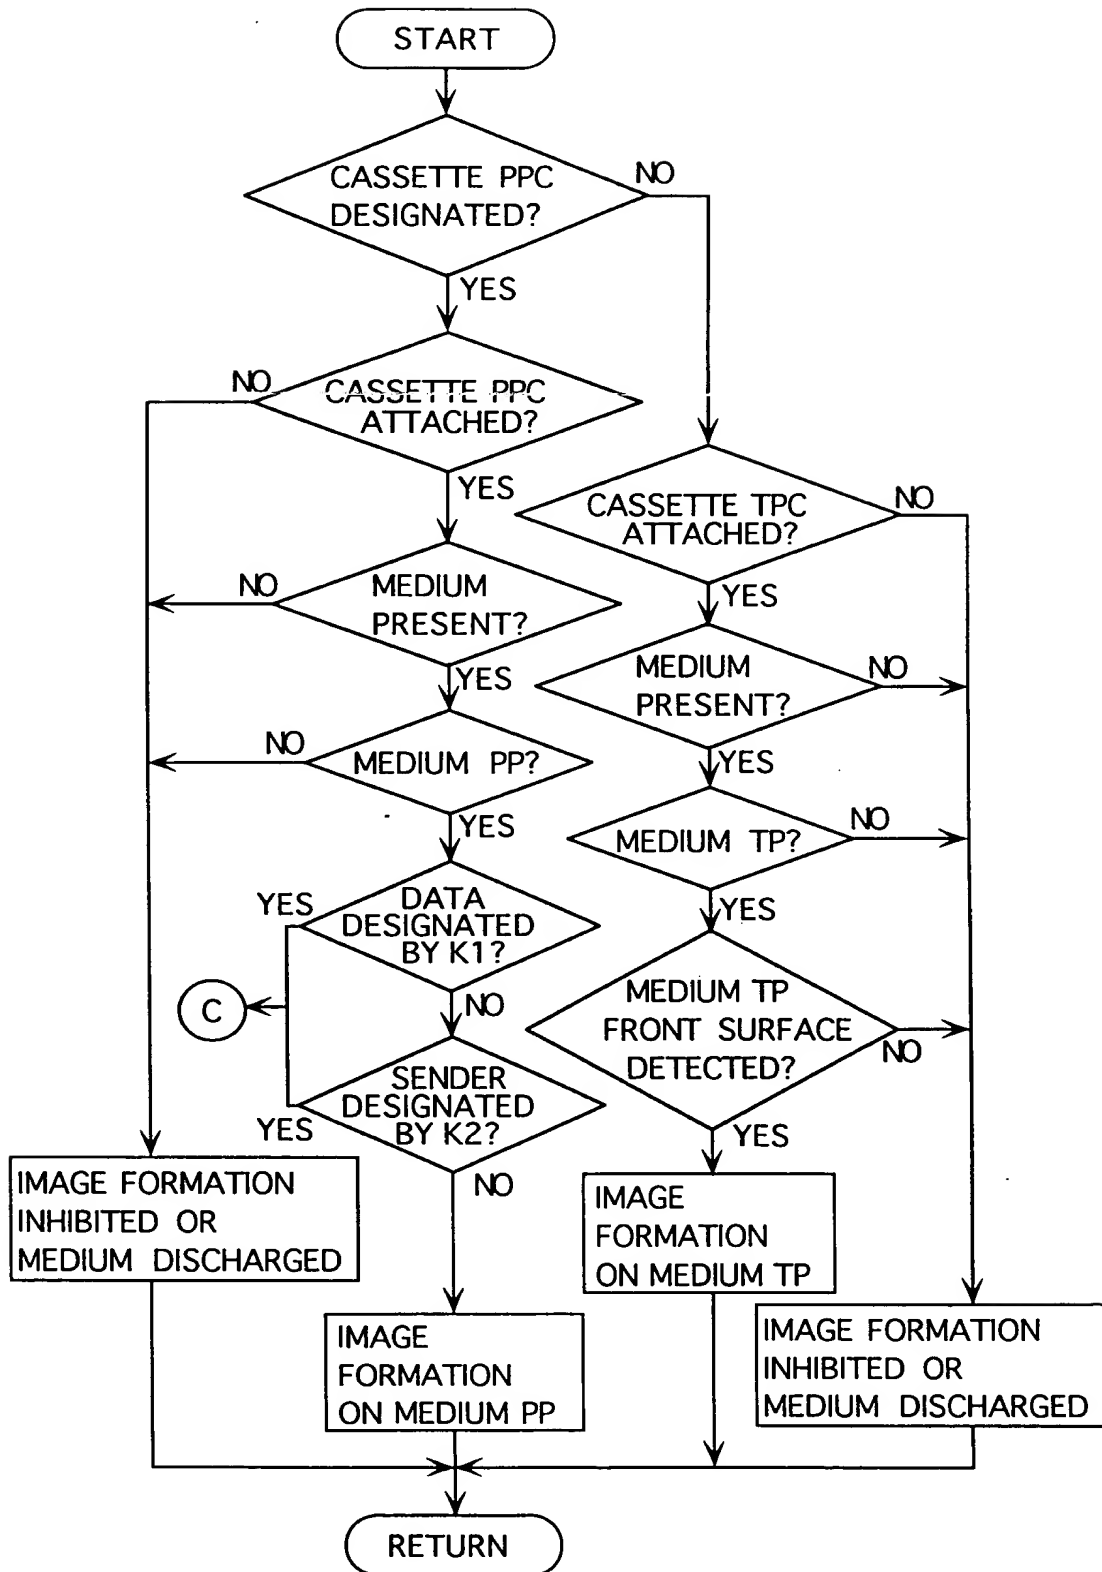 START
CASSETTE PPC
DESIGNATED?
NO
YES
CASSETTE PPC
ATTACHED?
NO
YES
CASSETTE TPC
ATTACHED?
NO
YES
MEDIUM
PRESENT?
NO
YES
MEDIUM
PRESENT?
NO
YES
MEDIUM PP?
NO
YES
MEDIUM TP?
NO
YES
DATA
DESIGNATED
BY K1?
YES
NO
C
MEDIUM TP
FRONT SURFACE
DETECTED?
NO
YES
SENDER
DESIGNATED
BY K2?
YES
NO
IMAGE FORMATION
INHIBITED OR
MEDIUM DISCHARGED
IMAGE
FORMATION
ON MEDIUM TP
IMAGE
FORMATION
ON MEDIUM PP
IMAGE FORMATION
INHIBITED OR
MEDIUM DISCHARGED
RETURN